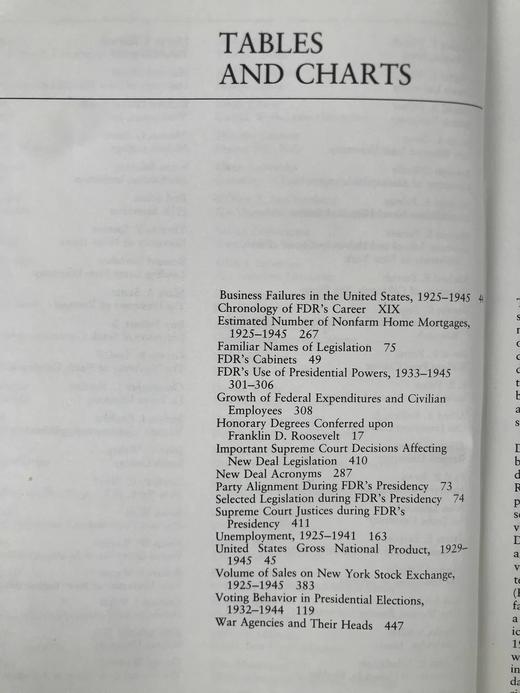 TABLES
AND CHARTS
Business Failures in the United States, 1925–1945
Chronology of FDR's Career XIX
Estimated Number of Nonfarm Home Mortgages,
1925–1945 267
Familiar Names of Legislation 75
FDR's Cabinets 49
FDR's Use of Presidential Powers, 1933–1945
301–306
Growth of Federal Expenditures and Civilian
Employees 308
Honorary Degrees Conferred upon
Franklin D. Roosevelt 17
Important Supreme Court Decisions Affecting
New Deal Legislation 410
New Deal Acronyms 287
Party Alignment During FDR's Presidency 73
Selected Legislation during FDR's Presidency 74
Supreme Court Justices during FDR's
Presidency 411
Unemployment, 1925–1941 163
United States Gross National Product, 1929–
1945 45
Volume of Sales on New York Stock Exchange,
1925–1945 383
Voting Behavior in Presidential Elections,
1932–1944 119
War Agencies and Their Heads 447